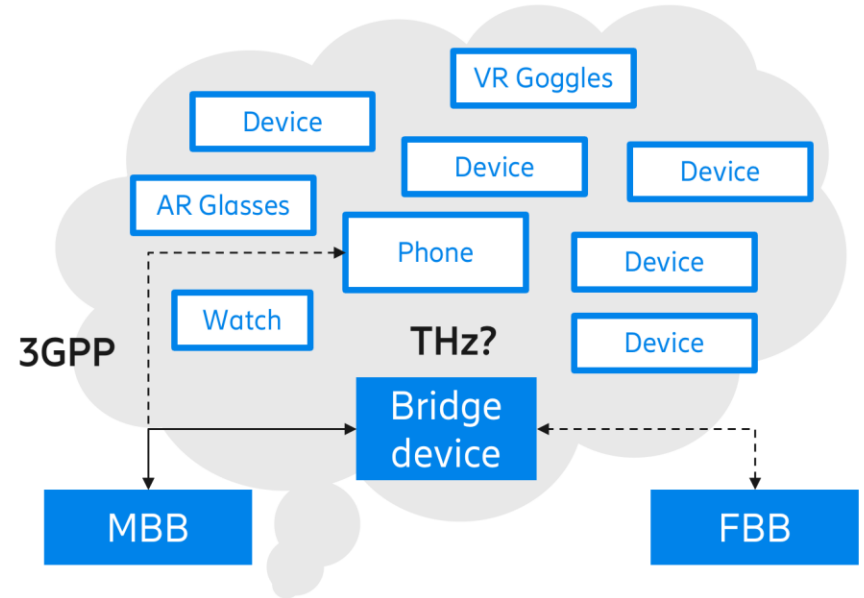 VR Goggles
Device
Device
Device
AR Glasses
Phone
Device
Watch
THz?
Device
3GPP
Bridge
device
MBB
FBB